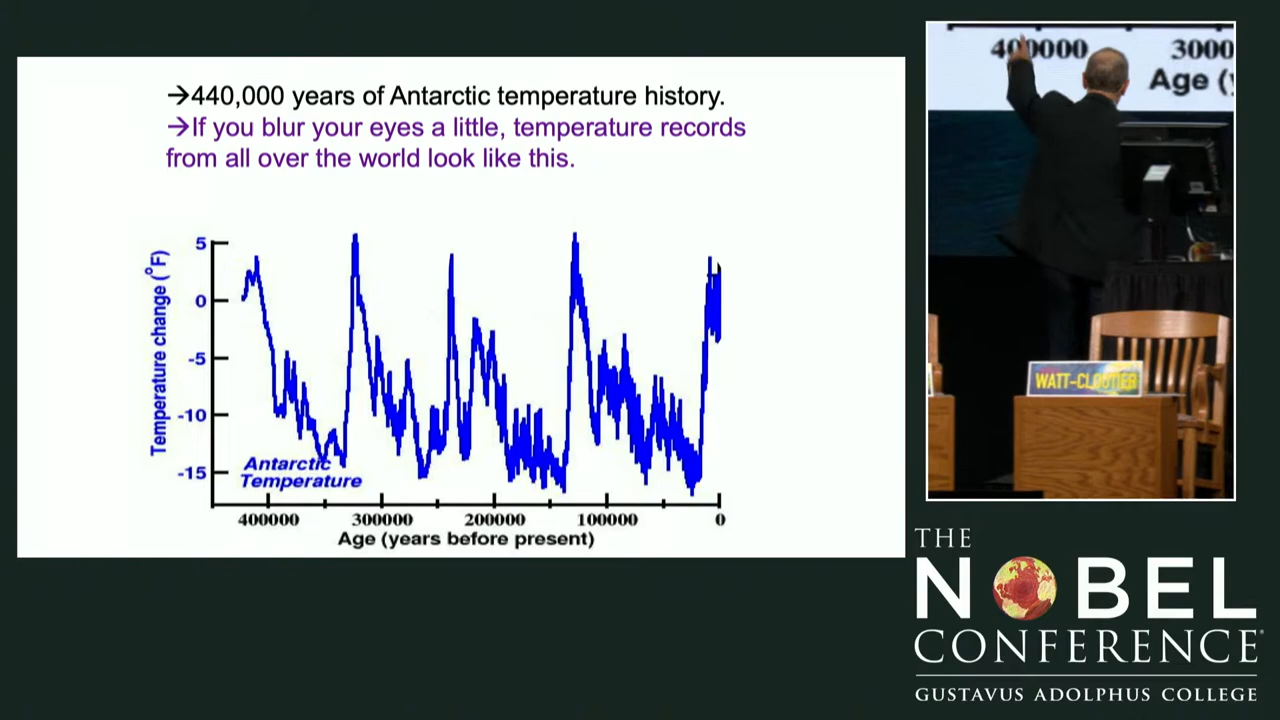 →440,000 years of Antarctic temperature history.
→If you blur your eyes a little, temperature records
from all over the world look like this.
Temperature change (°F)
5
0
-5
-10
-15
Antarctic
Temperature
400000 300000 200000 100000 0
Age (years before present)
400000 3000
Age (
WATT-CLOUTIER
THE
NOBEL
CONFERENCE®
GUSTAVUS ADOLPHUS COLLEGE